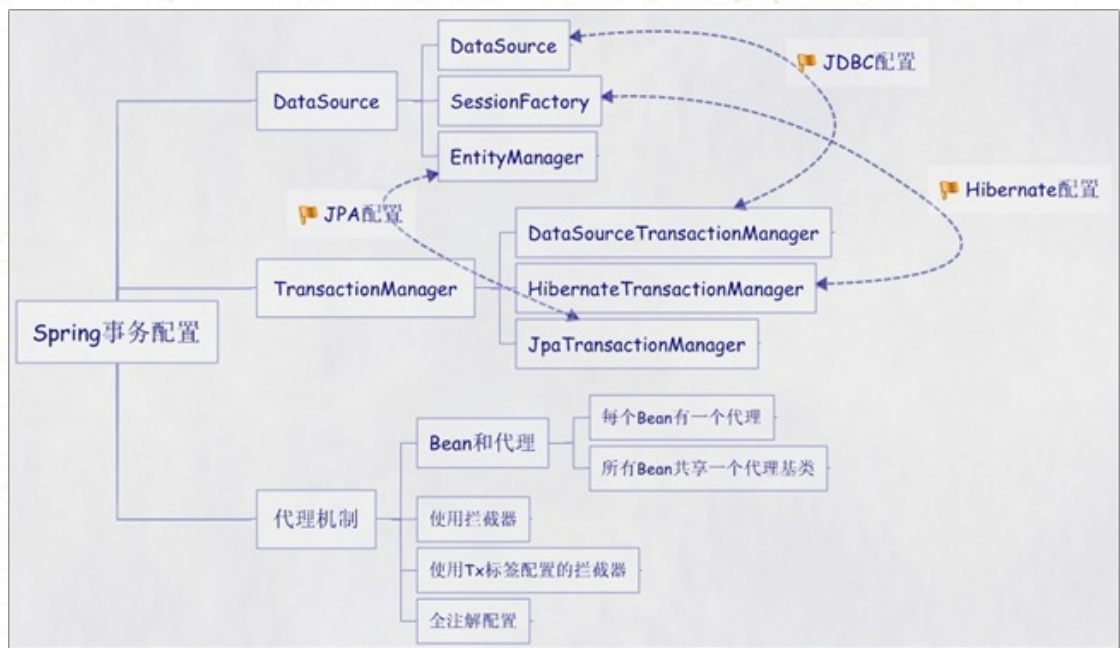 DataSource
JDBC配置
DataSource
SessionFactory
EntityManager
Hibernate配置
JPA配置
DataSourceTransactionManager
TransactionManager
HibernateTransactionManager
Spring事务配置
JpaTransactionManager
每个Bean有一个代理
Bean和代理
所有Bean共享一个代理基类
代理机制
使用拦截器
使用Tx标签配置的拦截器
全注解配置